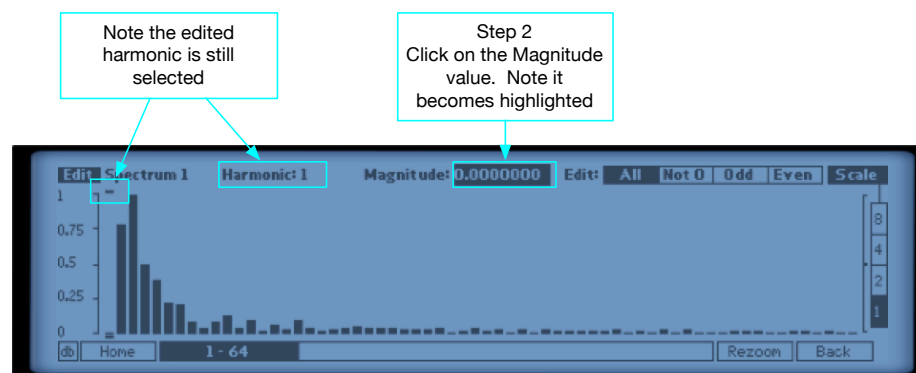 Note the edited
harmonic is still
selected
Step 2
Click on the Magnitude
value. Note it
becomes highlighted
Edit Spectrum 1 Harmonic: 1 Magnitude: 0.0000000 Edit: All Not 0 Odd Even Scale
1
0.75
0.5
0.25
0
8
4
2
1
db Home 1 - 64 Rezoom Back